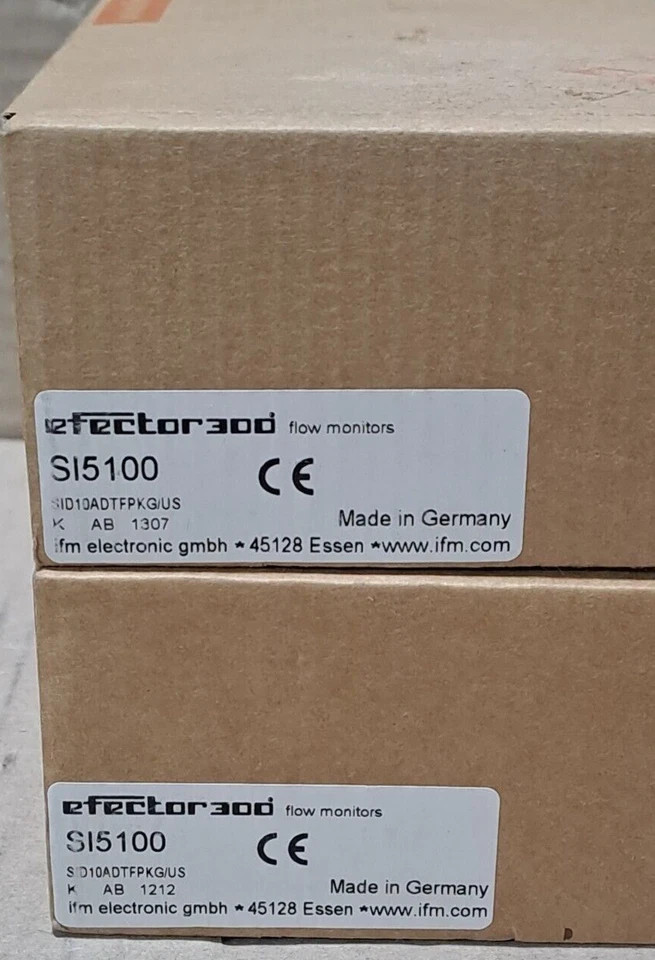 efector300 flow monitors
SI5100 CE
SID10ADTFPKG/US
K AB 1307 Made in Germany
ifm electronic gmbh * 45128 Essen *www.ifm.com
efector300 flow monitors
SI5100 CE
SID10ADTFPKG/US
K AB 1212 Made in Germany
ifm electronic gmbh * 45128 Essen *www.ifm.com